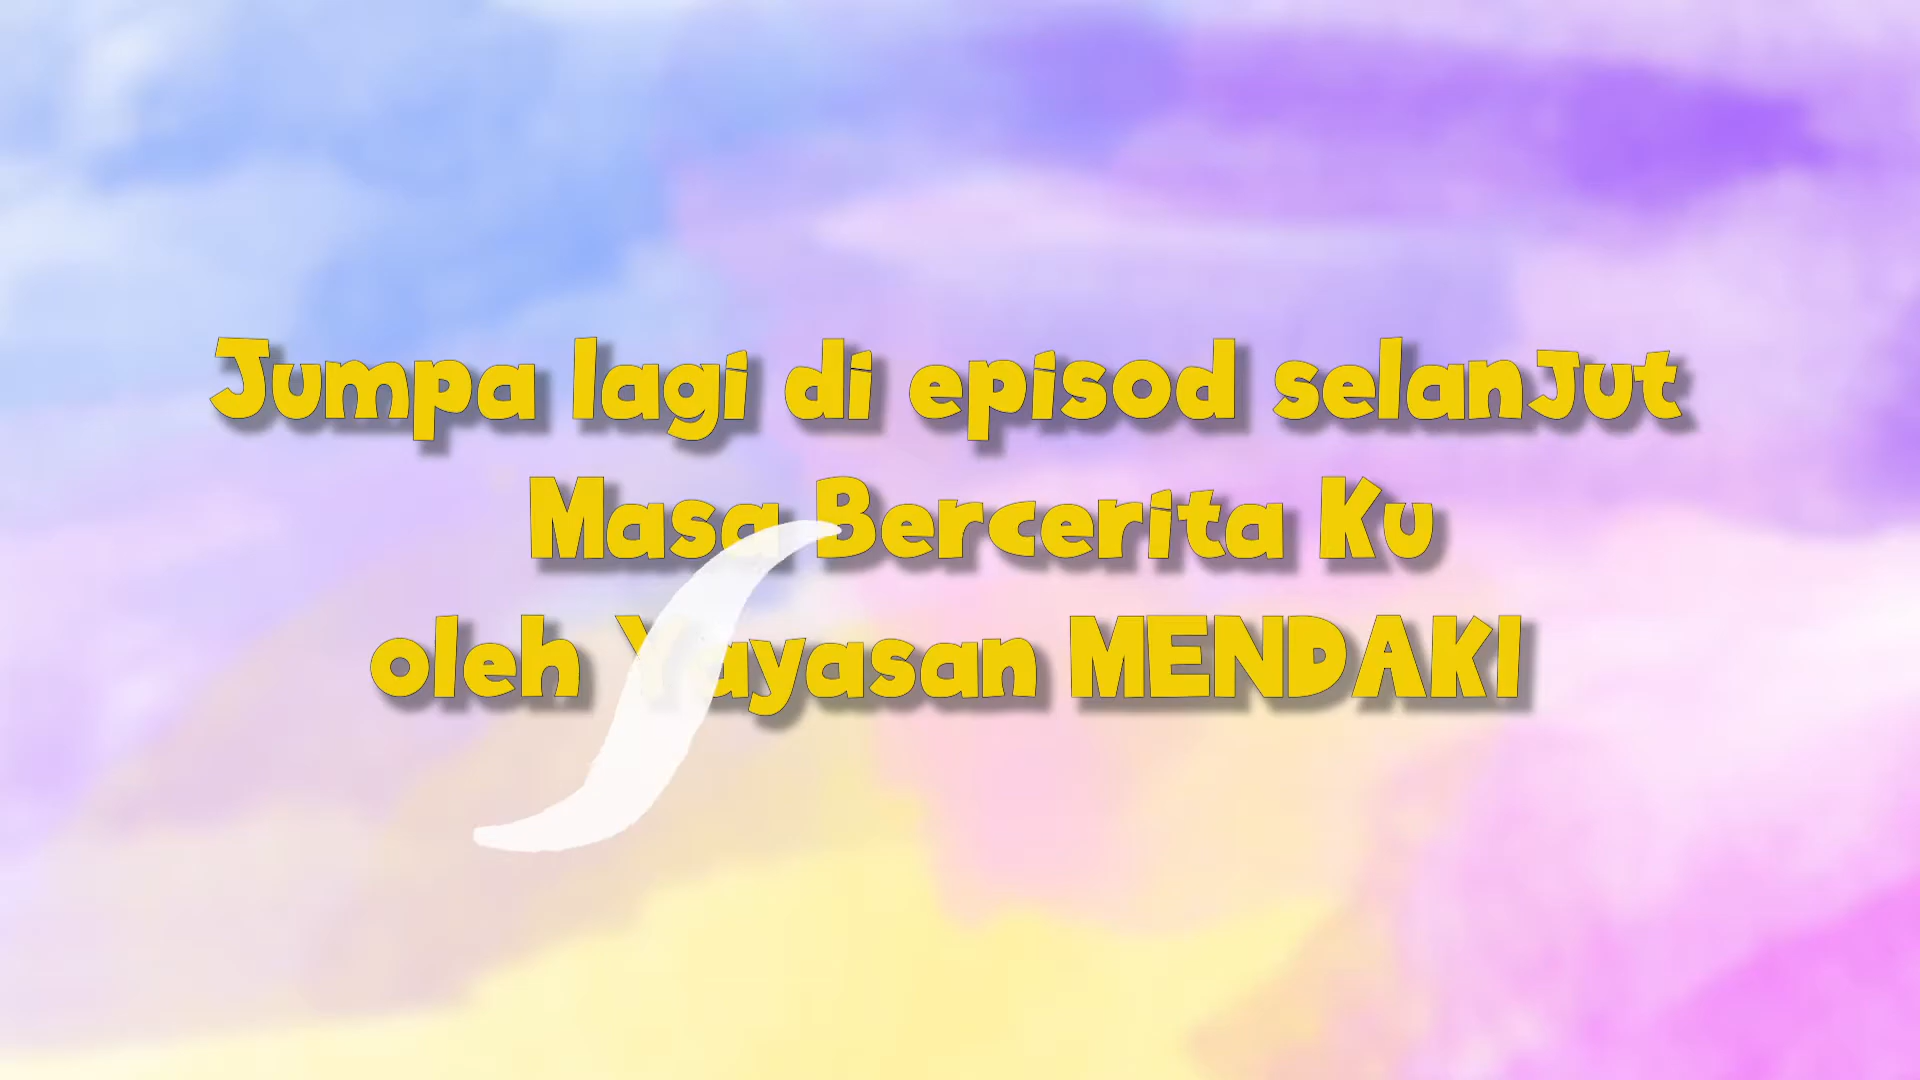 Jumpa lagi di episod selanjut
Masa Bercerita Ku
oleh Yayasan MENDAKI